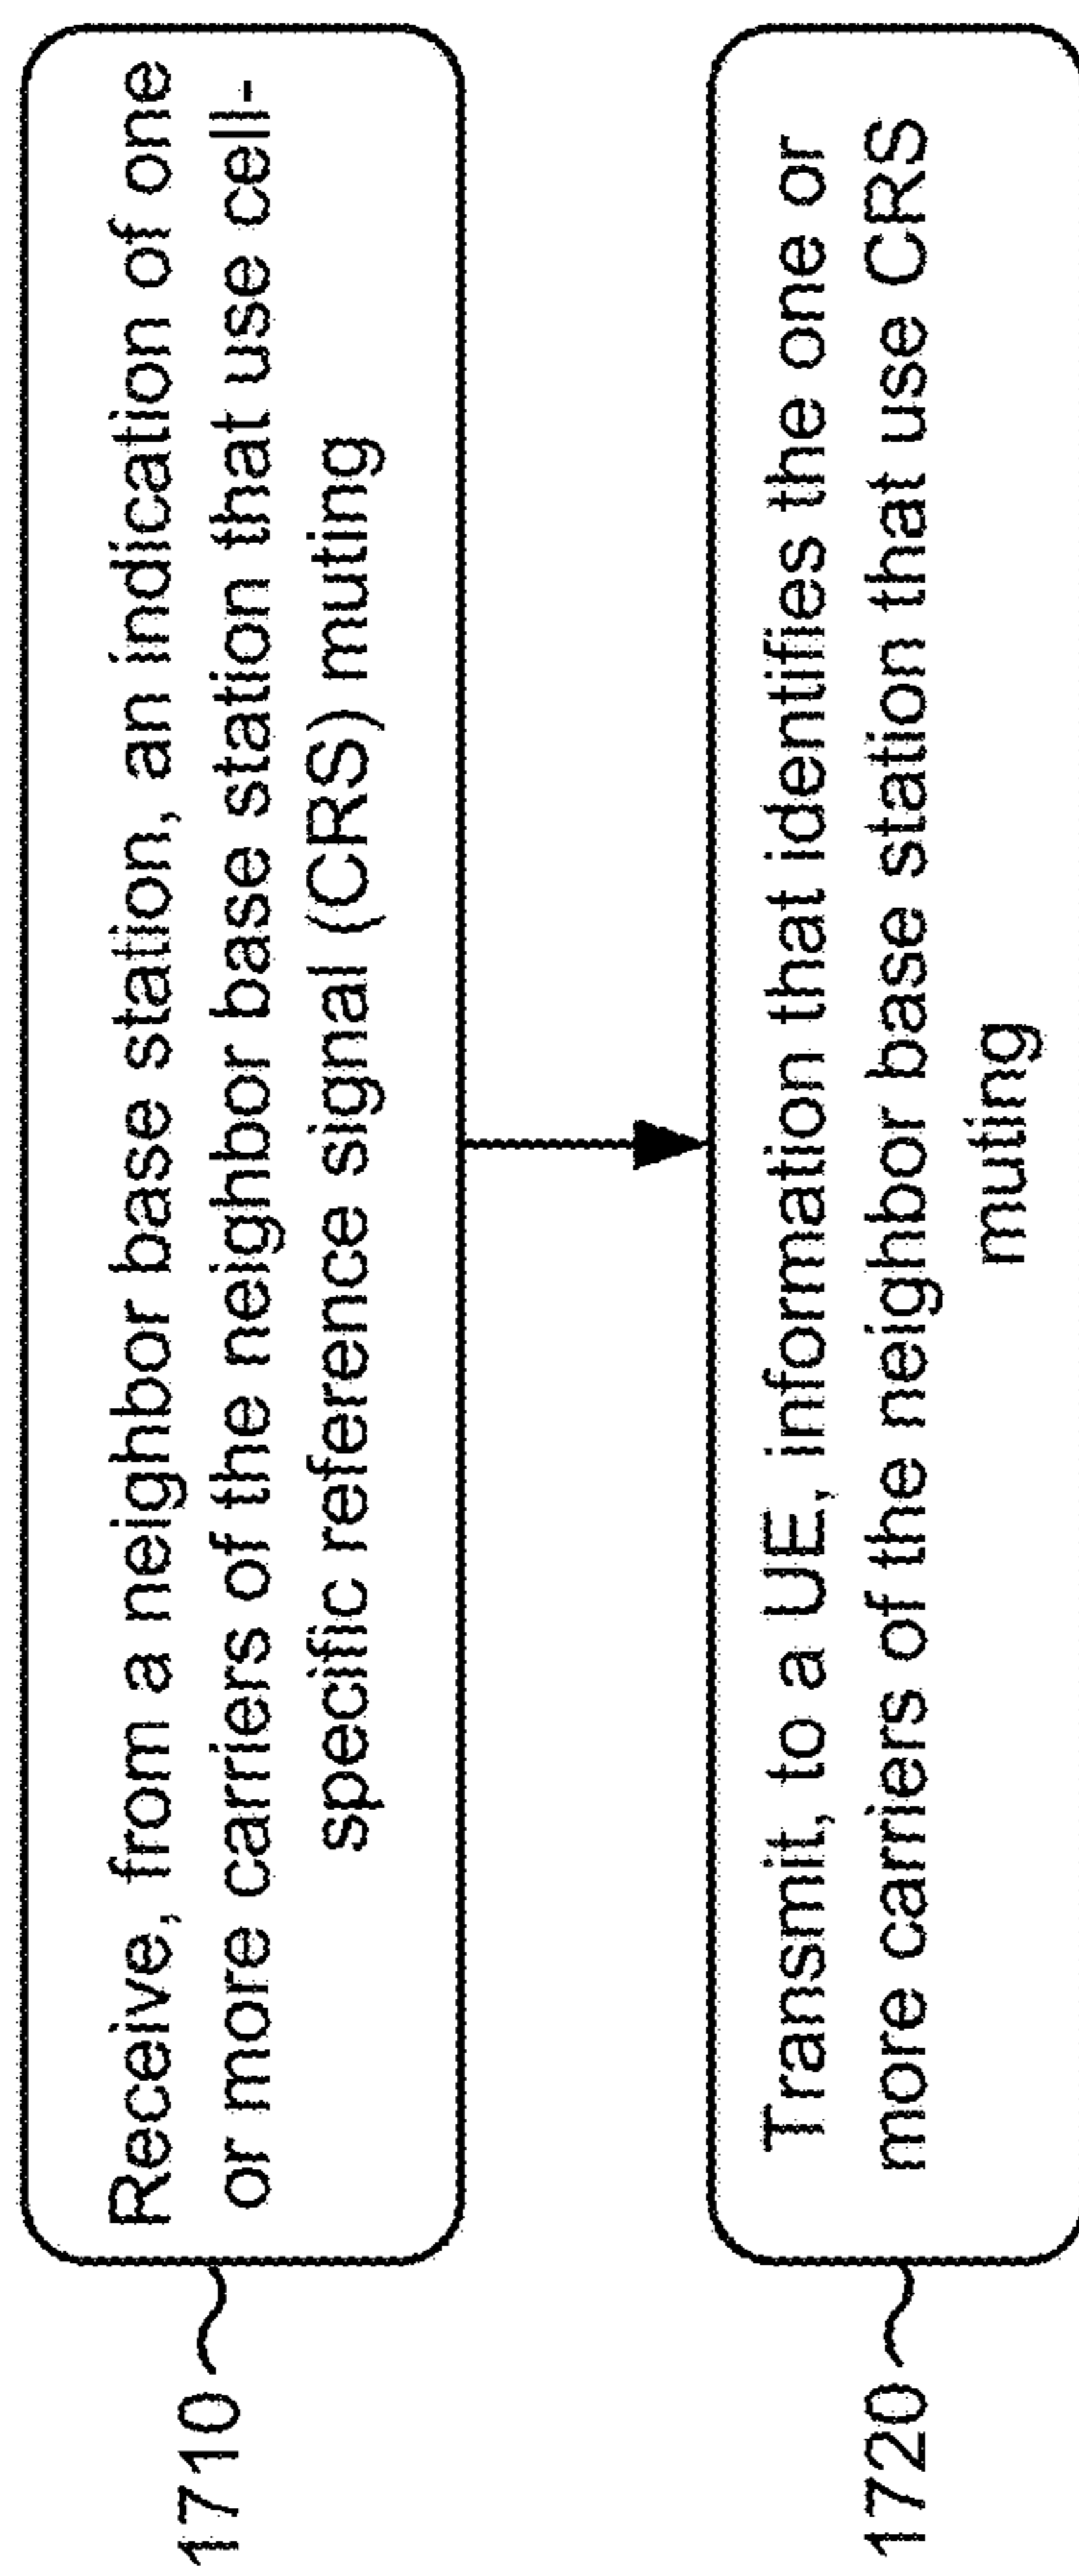 1710
Receive, from a neighbor base station, an indication of one
or more carriers of the neighbor base station that use cell-
specific reference signal (CRS) muting
1720
Transmit, to a UE, information that identifies the one or
more carriers of the neighbor base station that use CRS
muting